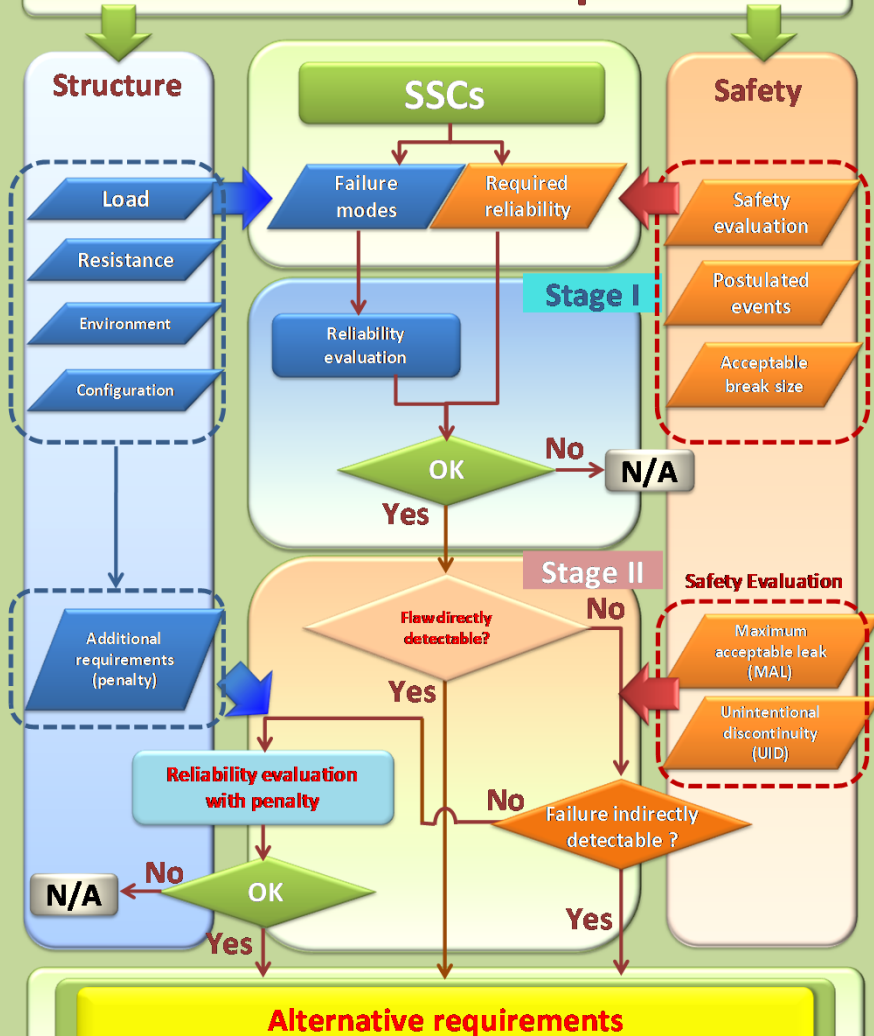 Structure
Load
Resistance
Environment
Configuration
Additional
requirements
(penalty)
SSCs
Failure
modes
Required
reliability
Safety
Safety
evaluation
Postulated
events
Acceptable
break size
Stage I
Reliability
evaluation
OK
No
N/A
Yes
Stage II
Flaw directly
detectable?
No
Yes
Safety Evaluation
Maximum
acceptable leak
(MAL)
Unintentional
discontinuity
(UID)
Reliability evaluation
with penalty
No
Failure indirectly
detectable ?
N/A
No
OK
Yes
Yes
Alternative requirements